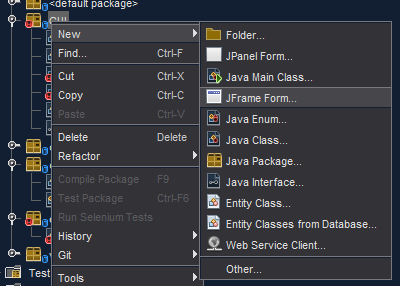 <default package>
GUI
New
Find... Ctrl-F
Cut Ctrl-X
Copy Ctrl-C
Paste Ctrl-V
Delete Delete
Refactor
Compile Package F9
Test Package Ctrl-F6
Run Selenium Tests
History
Git
Tools
Test
Folder...
JPanel Form...
Java Main Class...
JFrame Form...
Java Enum...
Java Class...
Java Package...
Java Interface...
Entity Class...
Entity Classes from Database...
Web Service Client...
Other...